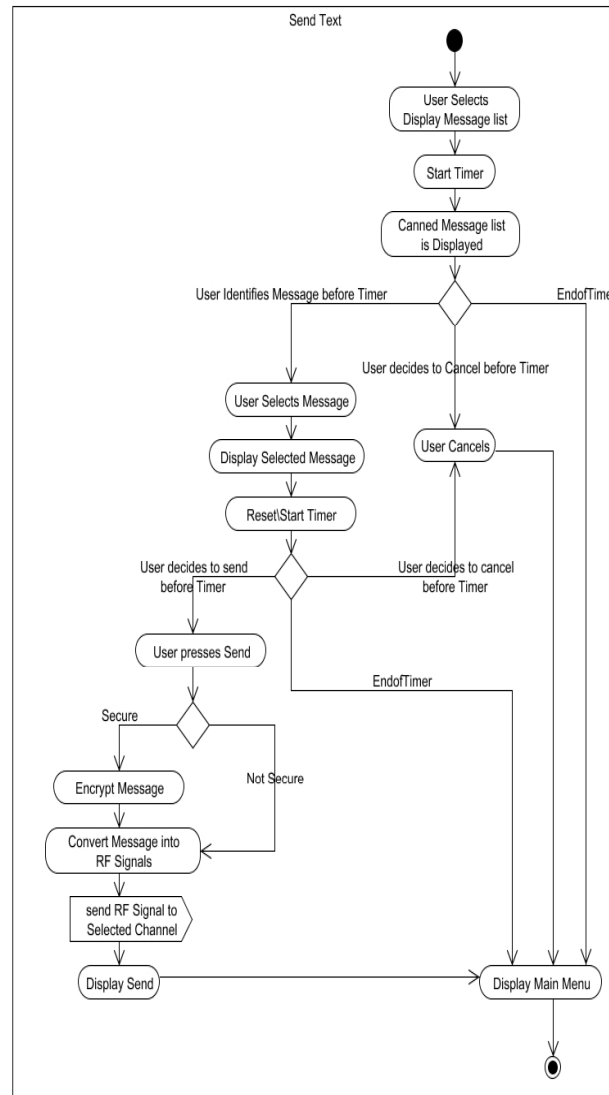 Send Text
User Selects
Display Message list
Start Timer
Canned Message list
is Displayed
User Identifies Message before Timer
EndofTime
User decides to Cancel before Timer
User Selects Message
User Cancels
Display Selected Message
Reset\Start Timer
User decides to send
before Timer
User decides to cancel
before Timer
User presses Send
EndofTimer
Secure
Not Secure
Encrypt Message
Convert Message into
RF Signals
send RF Signal to
Selected Channel
Display Send
Display Main Menu